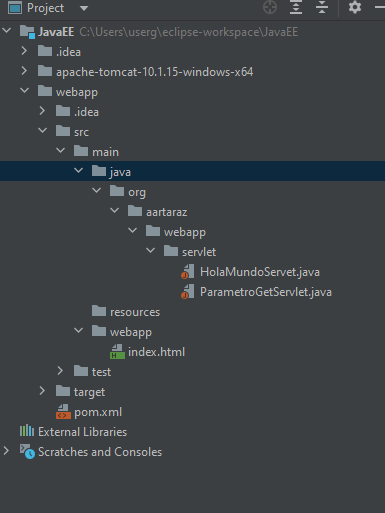 Project
JavaEE C:\Users\userg\eclipse-workspace\JavaEE
.idea
apache-tomcat-10.1.15-windows-x64
webapp
.idea
src
main
java
org
aartaraz
webapp
servlet
HolaMundoServet.java
ParametroGetServlet.java
resources
webapp
index.html
test
target
pom.xml
External Libraries
Scratches and Consoles